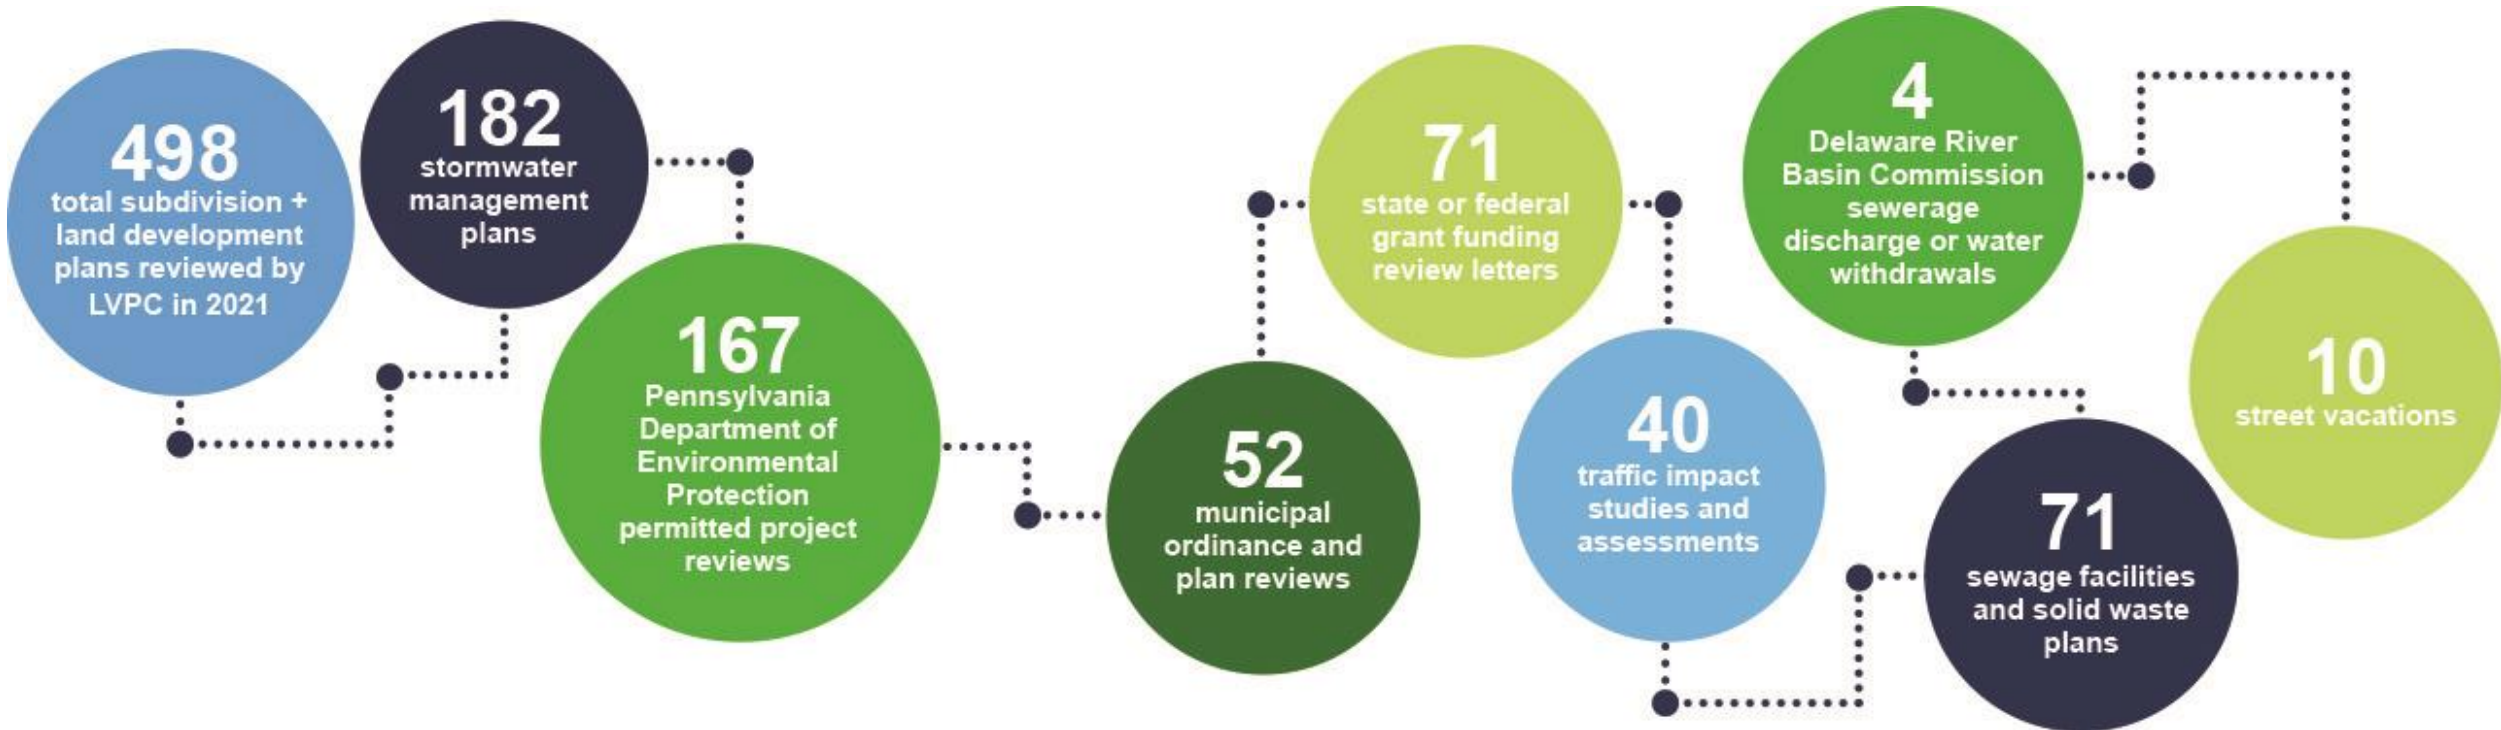 498
total subdivision +
land development
plans reviewed by
LVPC in 2021
182
stormwater
management
plans
167
Pennsylvania
Department of
Environmental
Protection
permitted project
reviews
52
municipal
ordinance and
plan reviews
71
state or federal
grant funding
review letters
40
traffic impact
studies and
assessments
71
sewage facilities
and solid waste
plans
4
Delaware River
Basin Commission
sewerage
discharge or water
withdrawals
10
street vacations